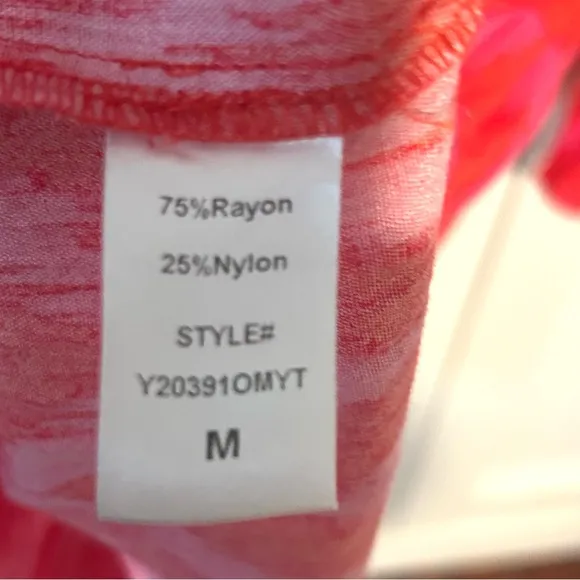 75%Rayon
25%Nylon
STYLE#
Y20391OMYT
M